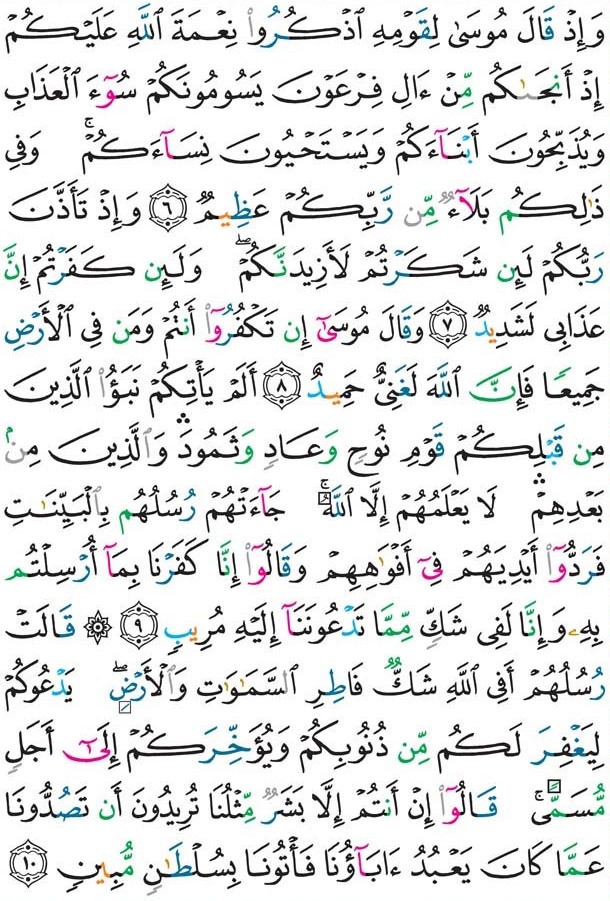 وَإِذْ قَالَ مُوسَىٰ لِقَوْمِهِ ٱذْكُرُوا۟ نِعْمَةَ ٱللَّهِ عَلَيْكُمْ
إِذْ أَنجَىٰكُم مِّنْ ءَالِ فِرْعَوْنَ يَسُومُونَكُمْ سُوٓءَ ٱلْعَذَابِ
وَيُذَبِّحُونَ أَبْنَآءَكُمْ وَيَسْتَحْيُونَ نِسَآءَكُمْ ۚ وَفِى
ذَٰلِكُم بَلَآءٌ مِّن رَّبِّكُمْ عَظِيمٌ ۝٦ وَإِذْ تَأَذَّنَ
رَبُّكُمْ لَئِن شَكَرْتُمْ لَأَزِيدَنَّكُمْ ۖ وَلَئِن كَفَرْتُمْ إِنَّ
عَذَابِى لَشَدِيدٌ ۝٧ وَقَالَ مُوسَىٰٓ إِن تَكْفُرُوٓا۟ أَنتُمْ وَمَن فِى ٱلْأَرْضِ
جَمِيعًا فَإِنَّ ٱللَّهَ لَغَنِىٌّ حَمِيدٌ ۝٨ أَلَمْ يَأْتِكُمْ نَبَؤُا۟ ٱلَّذِينَ
مِن قَبْلِكُمْ قَوْمِ نُوحٍ وَعَادٍ وَثَمُودَ ۛ وَٱلَّذِينَ مِنۢ
بَعْدِهِمْ ۛ لَا يَعْلَمُهُمْ إِلَّا ٱللَّهُ ۚ جَآءَتْهُمْ رُسُلُهُم بِٱلْبَيِّنَٰتِ
فَرَدُّوٓا۟ أَيْدِيَهُمْ فِىٓ أَفْوَٰهِهِمْ وَقَالُوٓا۟ إِنَّا كَفَرْنَا بِمَآ أُرْسِلْتُم
بِهِۦ وَإِنَّا لَفِى شَكٍّ مِّمَّا تَدْعُونَنَآ إِلَيْهِ مُرِيبٍ ۝٩ ۞ قَالَتْ
رُسُلُهُمْ أَفِى ٱللَّهِ شَكٌّ فَاطِرِ ٱلسَّمَٰوَٰتِ وَٱلْأَرْضِ ۖ يَدْعُوكُمْ
لِيَغْفِرَ لَكُم مِّن ذُنُوبِكُمْ وَيُؤَخِّرَكُمْ إِلَىٰٓ أَجَلٍ
مُّسَمًّى ۚ قَالُوٓا۟ إِنْ أَنتُمْ إِلَّا بَشَرٌ مِّثْلُنَا تُرِيدُونَ أَن تَصُدُّونَا
عَمَّا كَانَ يَعْبُدُ ءَابَآؤُنَا فَأْتُونَا بِسُلْطَٰنٍ مُّبِينٍ ۝١٠